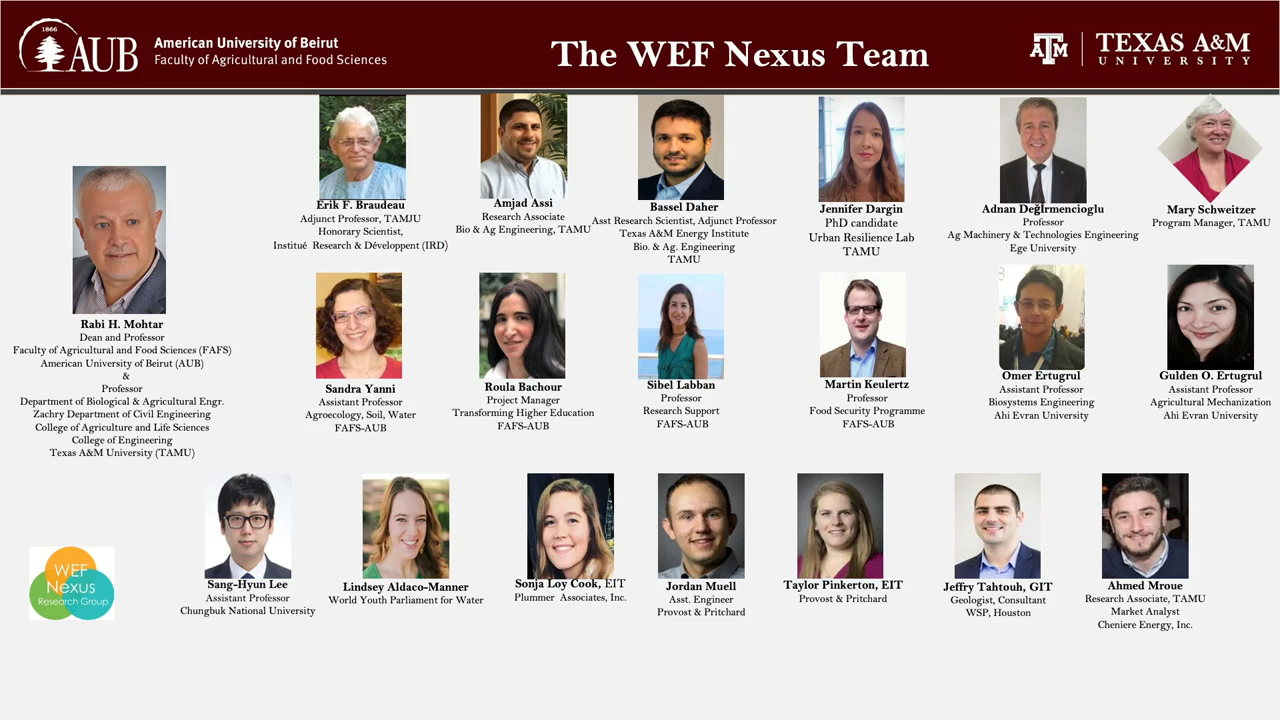 1866
AUB
American University of Beirut
Faculty of Agricultural and Food Sciences
The WEF Nexus Team
ATM
TEXAS A&M
UNIVERSITY
Rabi H. Mohtar
Dean and Professor
Faculty of Agricultural and Food Sciences (FAFS)
American University of Beirut (AUB)
&
Professor
Department of Biological & Agricultural Engr.
Zachry Department of Civil Engineering
College of Agriculture and Life Sciences
College of Engineering
Texas A&M University (TAMU)
Erik F. Braudeau
Adjunct Professor, TAMJU
Honorary Scientist,
Institué Research & Développent (IRD)
Amjad Assi
Research Associate
Bio & Ag Engineering, TAMU
Bassel Daher
Asst Research Scientist, Adjunct Professor
Texas A&M Energy Institute
Bio. & Ag. Engineering
TAMU
Jennifer Dargin
PhD candidate
Urban Resilience Lab
TAMU
Adnan Değİrmencioglu
Professor
Ag Machinery & Technologies Engineering
Ege University
Mary Schweitzer
Program Manager, TAMU
Sandra Yanni
Assistant Professor
Agroecology, Soil, Water
FAFS-AUB
Roula Bachour
Project Manager
Transforming Higher Education
FAFS-AUB
Sibel Labban
Professor
Research Support
FAFS-AUB
Martin Keulertz
Professor
Food Security Programme
FAFS-AUB
Omer Ertugrul
Assistant Professor
Biosystems Engineering
Ahi Evran University
Gulden O. Ertugrul
Assistant Professor
Agricultural Mechanization
Ahi Evran University
WEF
Nexus
Research Group
Sang-Hyun Lee
Assistant Professor
Chungbuk National University
Lindsey Aldaco-Manner
World Youth Parliament for Water
Sonja Loy Cook, EIT
Plummer Associates, Inc.
Jordan Muell
Asst. Engineer
Provost & Pritchard
Taylor Pinkerton, EIT
Provost & Pritchard
Jeffry Tahtouh, GIT
Geologist, Consultant
WSP, Houston
Ahmed Mroue
Research Associate, TAMU
Market Analyst
Cheniere Energy, Inc.